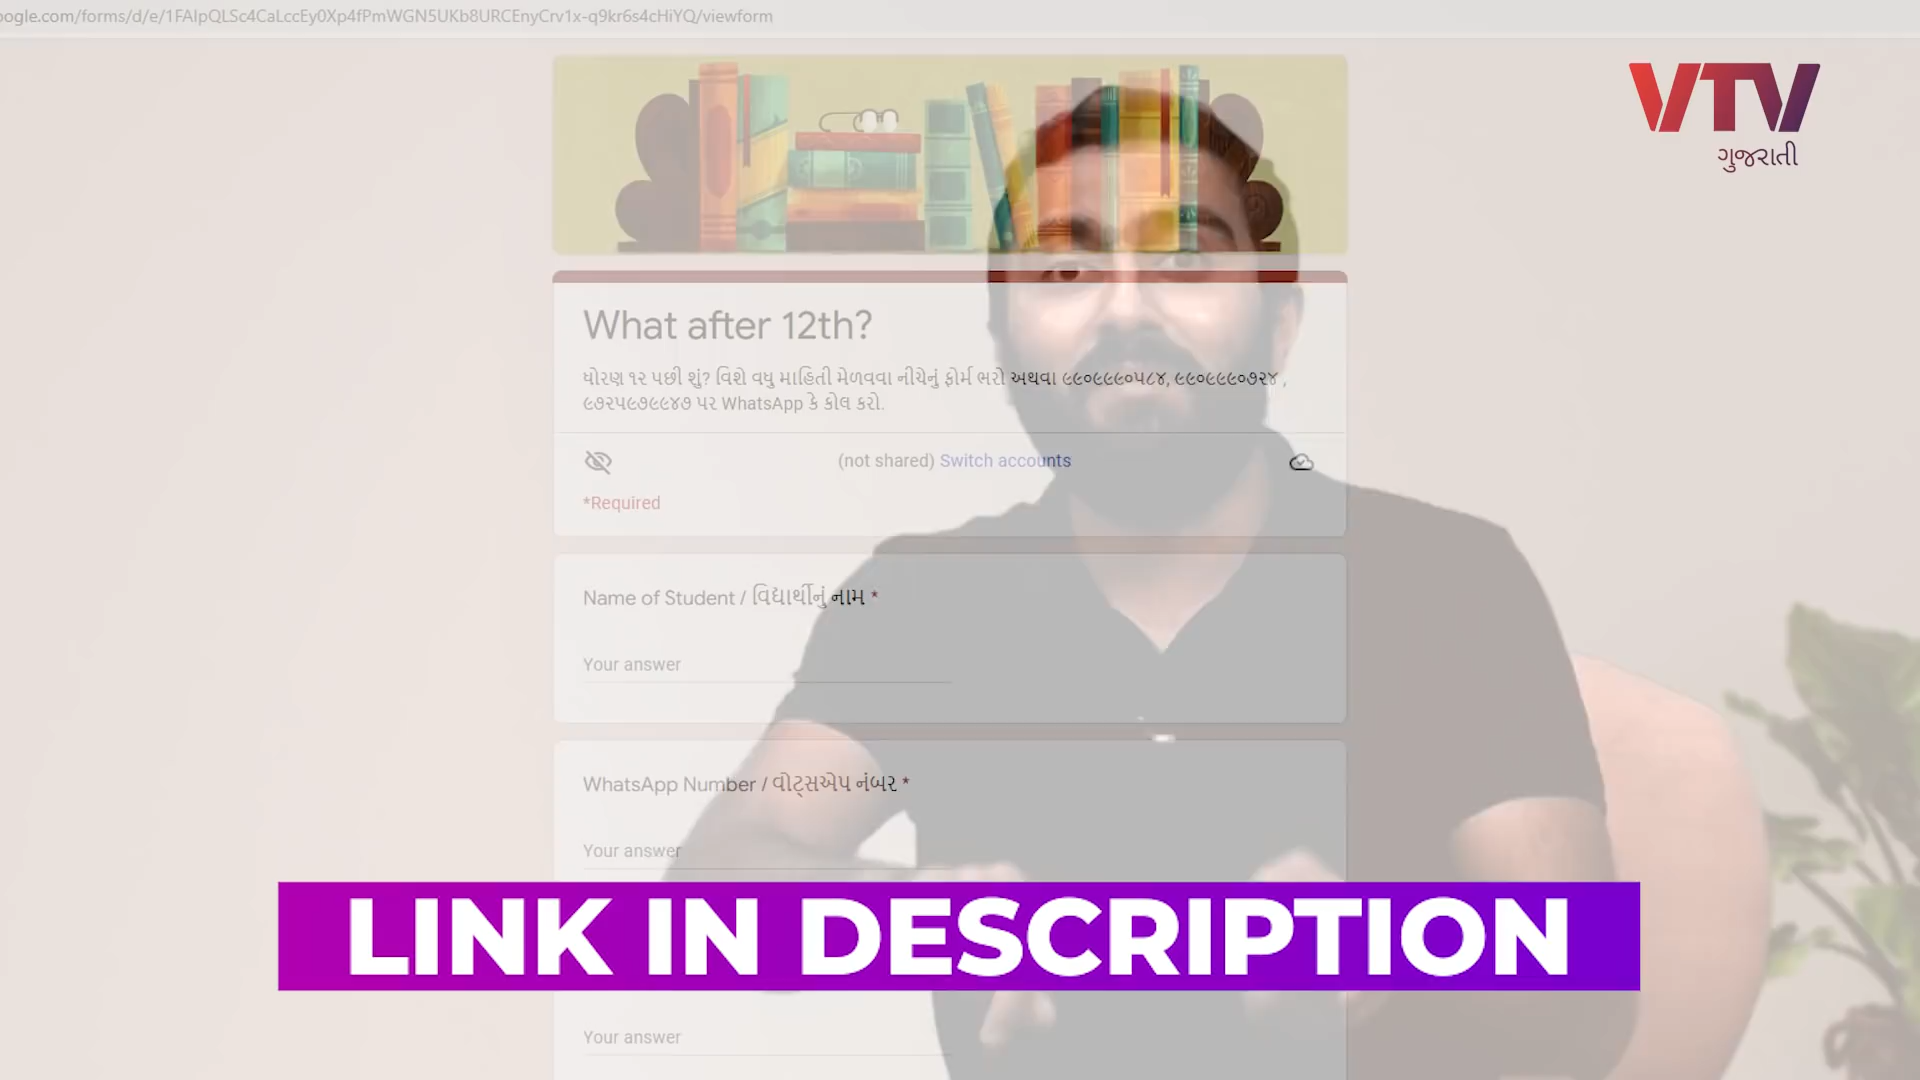 oogle.com/forms/d/e/1FAIpQLSc4CaLccEy0Xp4fPmWGN5UKb8URCEnyCrv1x-q9kr6s4cHiYQ/viewform
VTV
ગુજરાતી
What after 12th?
ધોરણ ૧૨ પછી શું? વિશે વધુ માહિતી મેળવવા નીચેનું ફોર્મ ભરો અથવા ૯૯૦૯૯૯૦૫૮૪, ૯૯૦૯૯૯૦૭૨૪ ,
૯૭૨૫૯૭૯૯૪૭ પર WhatsApp કે કોલ કરો.
(not shared) Switch accounts
*Required
Name of Student / વિદ્યાર્થીનું નામ *
Your answer
WhatsApp Number / વોટ્સએપ નંબર *
Your answer
LINK IN DESCRIPTION
Your answer